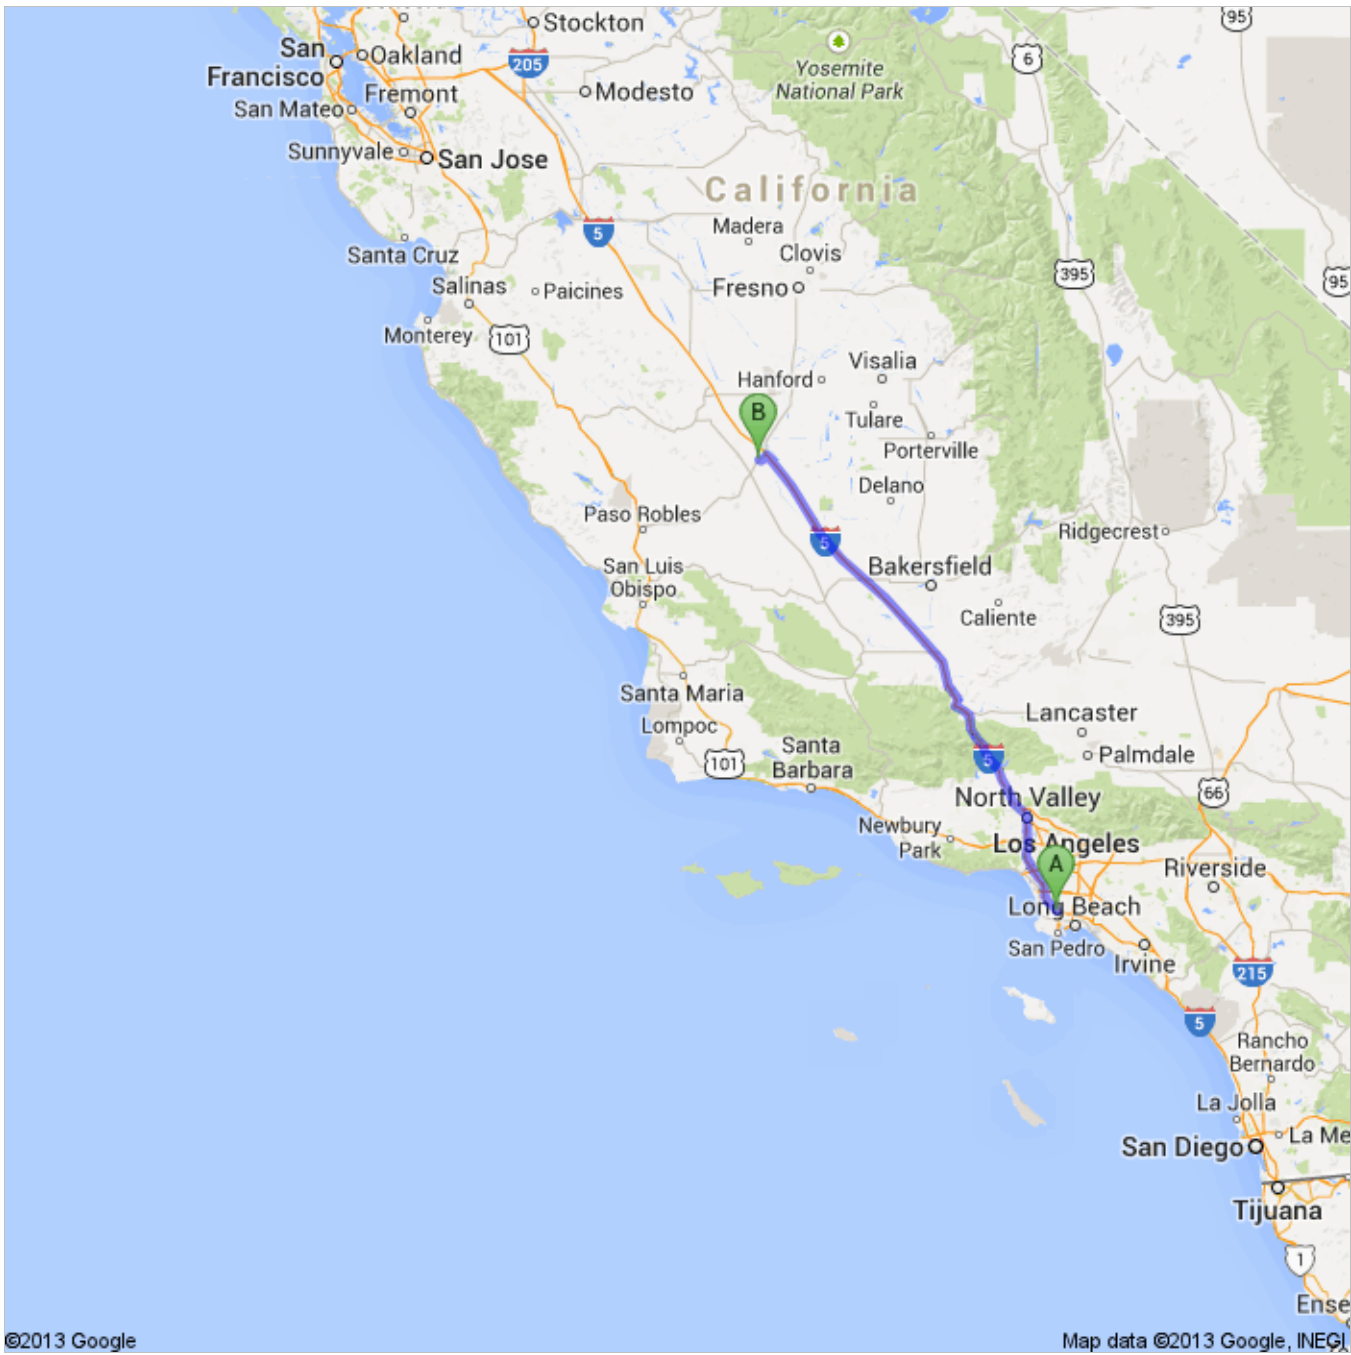 Stockton
95
San
Francisco
Oakland
205
6
Yosemite
National Park
Fremont
Modesto
San Mateo
Sunnyvale
San Jose
California
Madera
5
Santa Cruz
Clovis
395
95
Salinas
Paicines
Fresno
Monterey
101
Visalia
Hanford
B
Tulare
Porterville
Delano
Paso Robles
Ridgecrest
5
San Luis
Obispo
Bakersfield
Caliente
395
Santa Maria
Lompoc
Lancaster
Santa
Barbara
101
5
Palmdale
66
North Valley
Newbury
Park
Los Angeles
A
Riverside
Long Beach
San Pedro
Irvine
215
5
Rancho
Bernardo
La Jolla
San Diego
La Me
Tijuana
1
Ense
©2013 Google
Map data ©2013 Google, INEGI